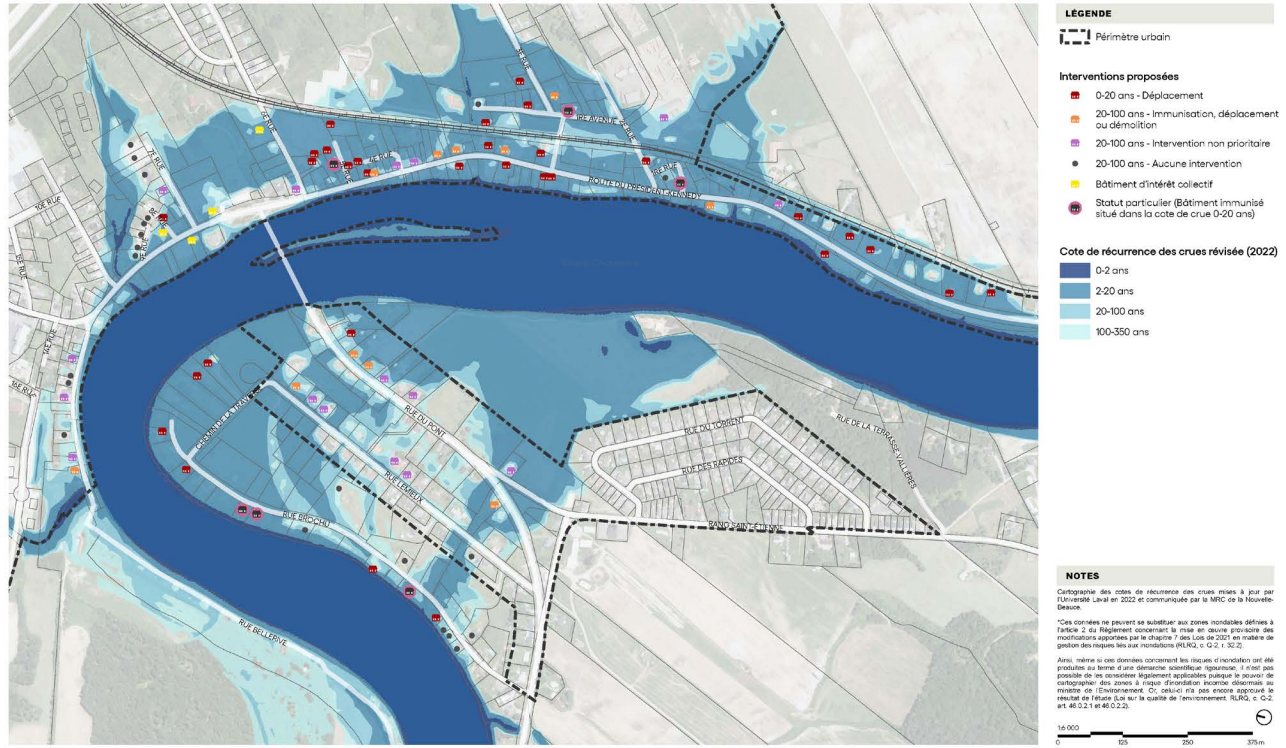 LÉGENDE
Périmètre urbain
Interventions proposées
0-20 ans - Déplacement
20-100 ans - Immunisation, déplacement
ou démolition
20-100 ans - Intervention non prioritaire
20-100 ans - Aucune intervention
Bâtiment d'intérêt collectif
Statut particulier (Bâtiment immunisé
situé dans la cote de crue 0-20 ans)
Cote de récurrence des crues révisée (2022)
0-2 ans
2-20 ans
20-100 ans
100-350 ans
NOTES
Cartographie des cotes de récurrence des crues mises à jour par
l'Université Laval en 2022 et communiquée par la MRC de la Nouvelle-
Beauce.
*Ces données ne peuvent se substituer aux zones inondables définies à
l'article 2 du Règlement concernant la mise en œuvre provisoire des
modifications apportées par le chapitre 7 des Lois de 2021 en matière de
gestion des risques liés aux inondations (RLRQ, c. Q-2, r. 32.2).
Ainsi, même si ces données concernant les risques d'inondation ont été
produites au terme d'une démarche scientifique rigoureuse, il n'est pas
possible de les considérer légalement applicables puisque le pouvoir de
cartographier des zones à risque d'inondation incombe désormais au
ministre de l'Environnement. Or, celui-ci n'a pas encore approuvé le
résultat de l'étude (Loi sur la qualité de l'environnement, RLRQ, c. Q-2,
art. 46.0.2.1 et 46.0.2.2).
1:6 000
0 125 250 375 m
10E RUE
7E RUE
4E RUE
1RE AVENUE
1RE RUE
ROUTE DU PRÉSIDENT-KENNEDY
14E RUE
16E RUE
CHEMIN DE LA TRAVERSE
RUE DU PONT
RUE LEMIEUX
RUE BROCHU
RUE BELLERIVE
RUE DU TORRENT
RUE DES RAPIDES
RUE DE LA TERRASSE-VALLIÈRES
RANG SAINT-ÉTIENNE